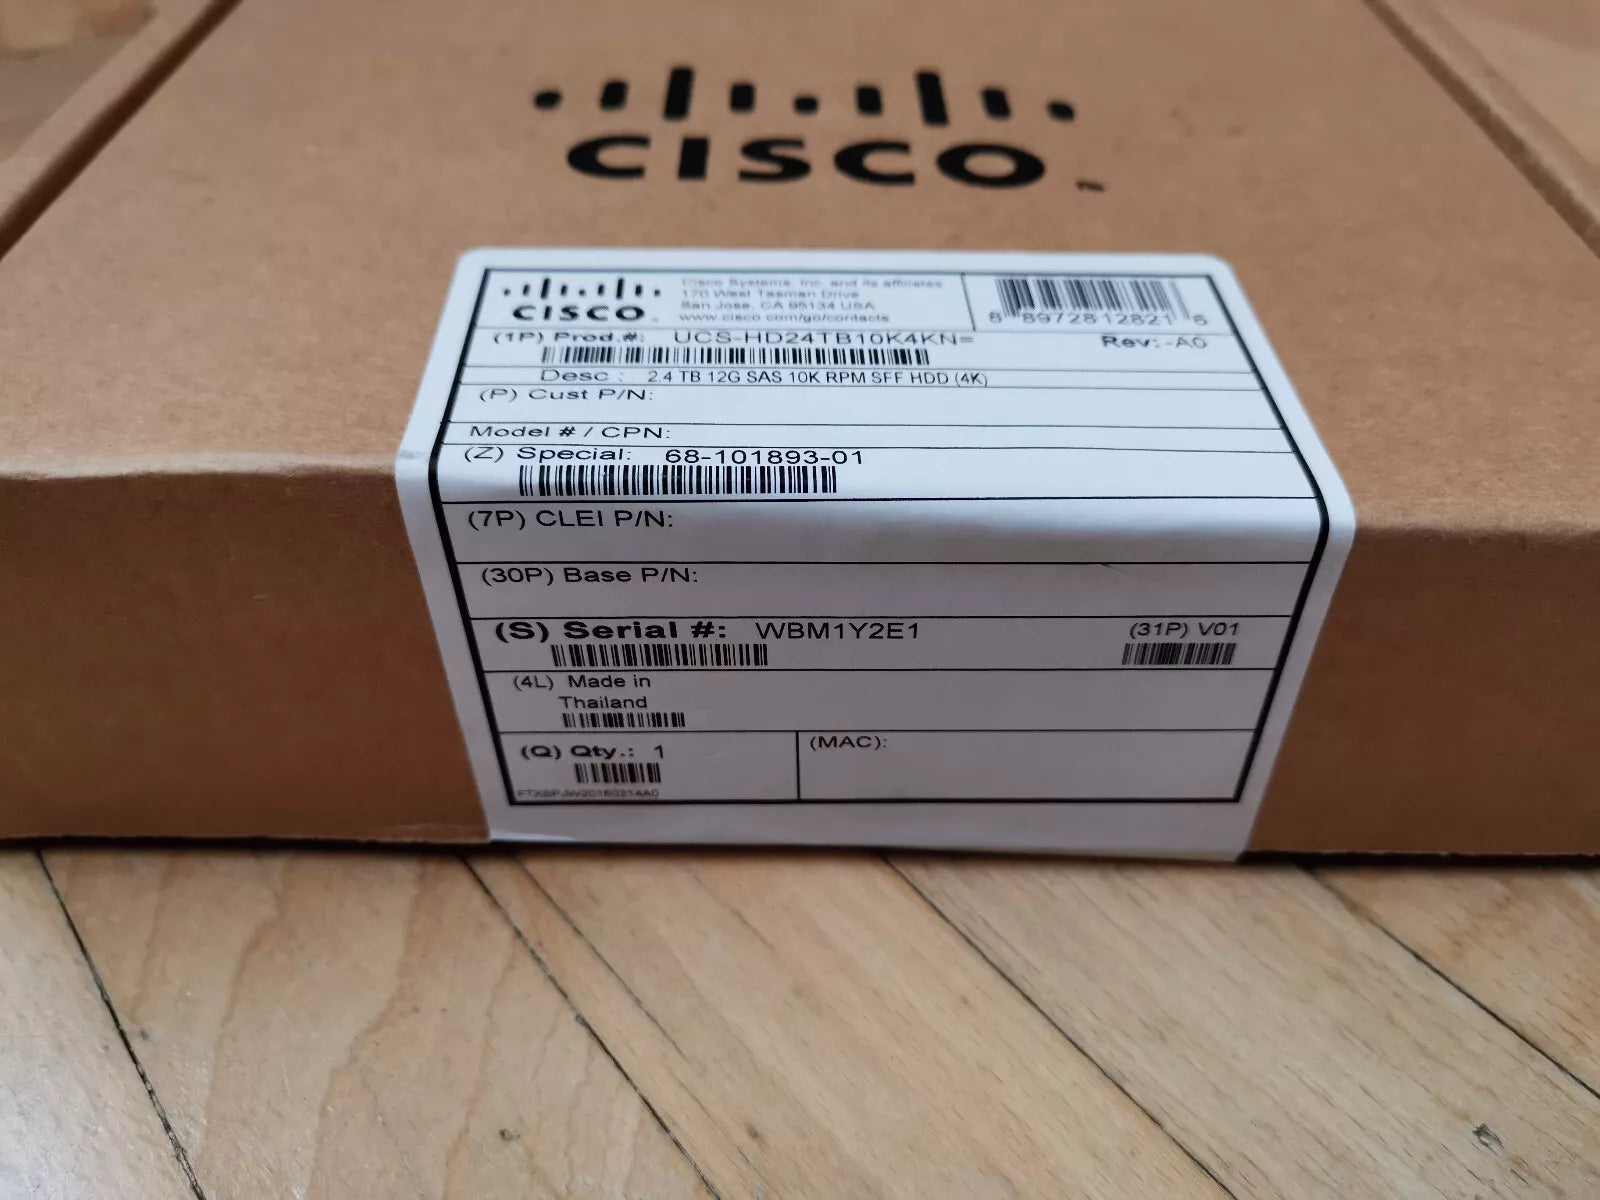 CISCO
TM
CISCO
Cisco Systems, Inc. and its affiliates
170 West Tasman Drive
San Jose, CA 95134 USA
www.cisco.com/go/contacts
8 89728 12821 6
(1P) Prod.#: UCS-HD24TB10K4KN=
Rev:-A0
Desc : 2.4 TB 12G SAS 10K RPM SFF HDD (4K)
(P) Cust P/N:
Model # / CPN:
(Z) Special: 68-101893-01
(7P) CLEI P/N:
(30P) Base P/N:
(S) Serial #: WBM1Y2E1
(31P) V01
(4L) Made in
Thailand
(Q) Qty.: 1
(MAC):